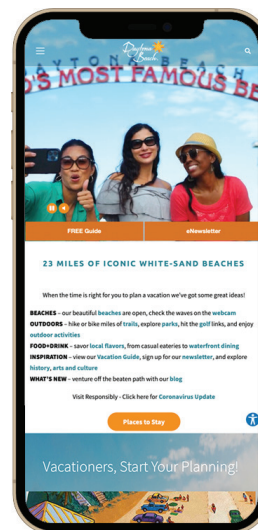 Daytona
Beach
DAYTONA BEACH
'S MOST FAMOUS BE
FREE Guide
eNewsletter
23 MILES OF ICONIC WHITE-SAND BEACHES
When the time is right for you to plan a vacation we've got some great ideas!
BEACHES – our beautiful beaches are open, check the waves on the webcam
OUTDOORS – hike or bike miles of trails, explore parks, hit the golf links, and enjoy
outdoor activities
FOOD+DRINK – savor local flavors, from casual eateries to waterfront dining
INSPIRATION – view our Vacation Guide, sign up for our newsletter, and explore
history, arts and culture
WHAT'S NEW – venture off the beaten path with our blog
Visit Responsibly - Click here for Coronavirus Update
Places to Stay
Vacationers, Start Your Planning!